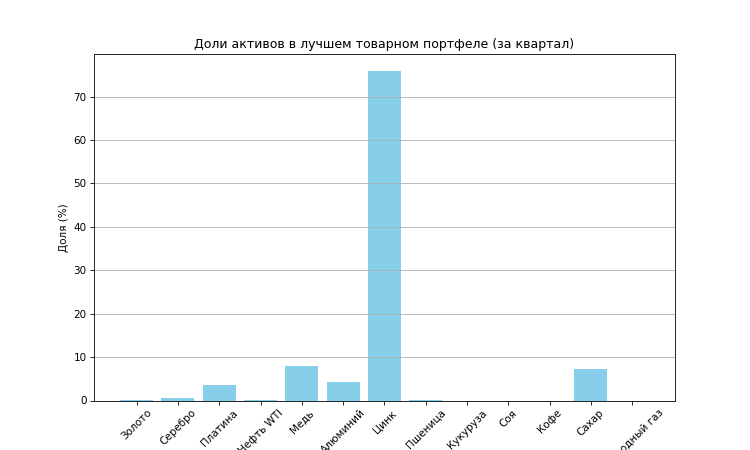 Доли активов в лучшем товарном портфеле (за квартал)
Доля (%)
70
60
50
40
30
20
10
0
Золото
Серебро
Платина
Нефть WTI
Медь
Алюминий
Цинк
Пшеница
Кукуруза
Соя
Кофе
Сахар
газ